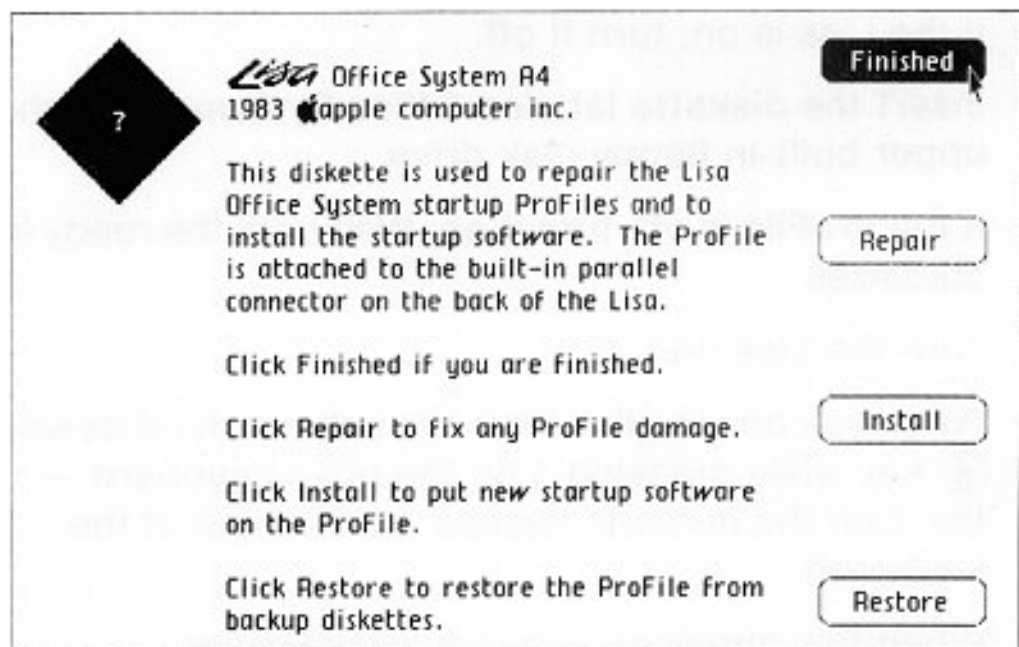 ?
Lisa Office System A4
1983 apple computer Inc.
This diskette is used to repair the Lisa
Office System startup ProFiles and to
install the startup software. The ProFile
is attached to the built-in parallel
connector on the back of the Lisa.
Click Finished if you are finished.
Click Repair to fix any ProFile damage.
Click Install to put new startup software
on the ProFile.
Click Restore to restore the ProFile from
backup diskettes.
Finished
Repair
Install
Restore